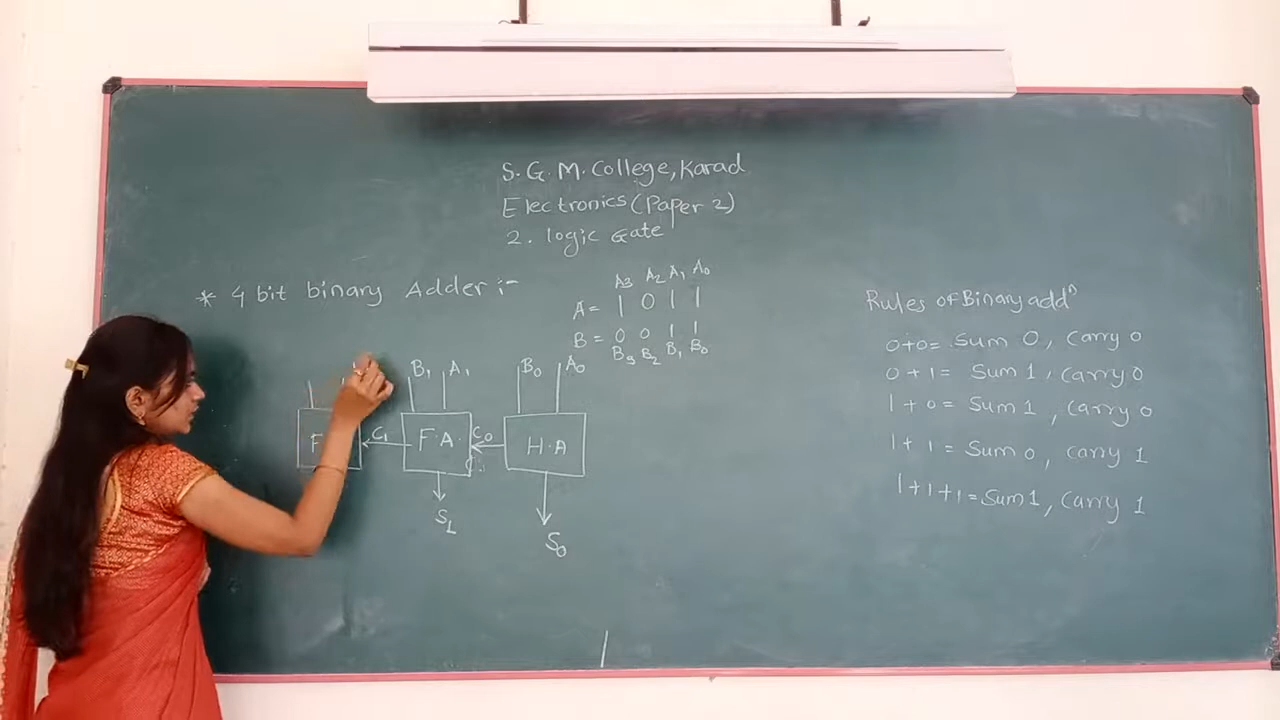 S.G.M.College, Karad
Electronics (Paper 2)
2. logic Gate
* 4 bit binary Adder :-
A3 A2 A1 A0
A = 1 0 1 1
B = 0 0 1 1
B3 B2 B1 B0
B1 A1 B0 A0
F C1 F.A. C0 H.A
S1
S0
Rules of Binary addn
0+0= Sum 0, Carry 0
0+1= Sum 1, Carry 0
1+0= Sum 1, Carry 0
1+1= Sum 0, Carry 1
1+1+1=Sum 1, Carry 1